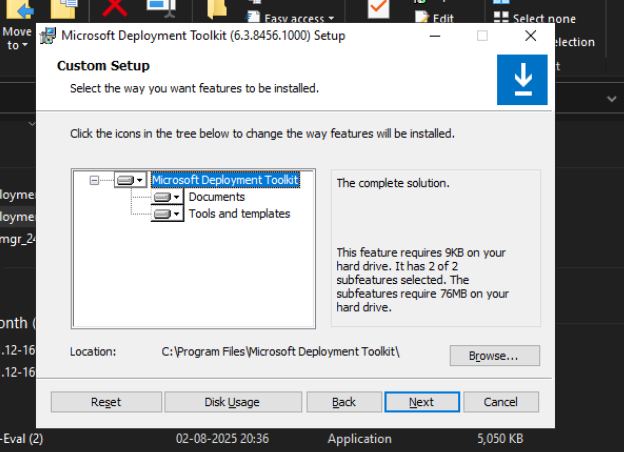 Move
to
Easy access
Edit
Select none
election
t
Microsoft Deployment Toolkit (6.3.8456.1000) Setup
Custom Setup
Select the way you want features to be installed.
Click the icons in the tree below to change the way features will be installed.
Microsoft Deployment Toolkit
Documents
Tools and templates
The complete solution.
This feature requires 9KB on your
hard drive. It has 2 of 2
subfeatures selected. The
subfeatures require 76MB on your
hard drive.
Location:
C:\Program Files\Microsoft Deployment Toolkit\
Browse...
Reset
Disk Usage
Back
Next
Cancel
loyme
loyme
mgr_24
onth (
.12-16
.12-16
-Eval (2)
02-08-2025 20:36
Application
5,050 KB